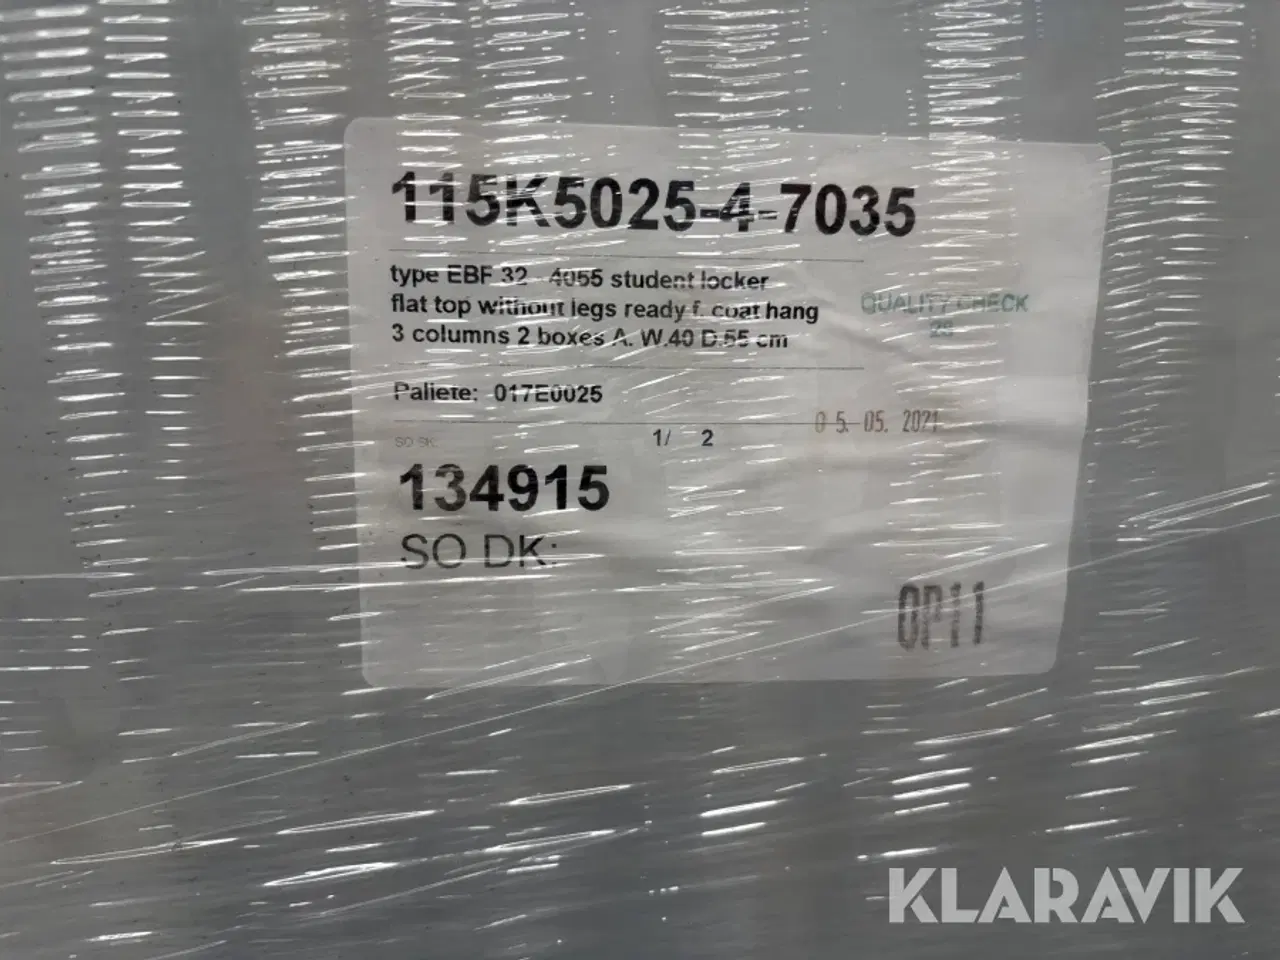 115K5025-4-7035
type EBF 32 - 4055 student locker
flat top without legs ready f. coat hang
3 columns 2 boxes A. W.40 D.55 cm
QUALITY CHECK
Paliete: 017E0025
05. 05. 2021
SO SK:
1/ 2
134915
SO DK:
OP11
KLARAVIK